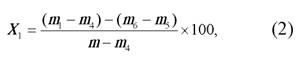 X₁ = (m₁ − m₄) − (m₆ − m₅) / m − m₄ × 100, (2)